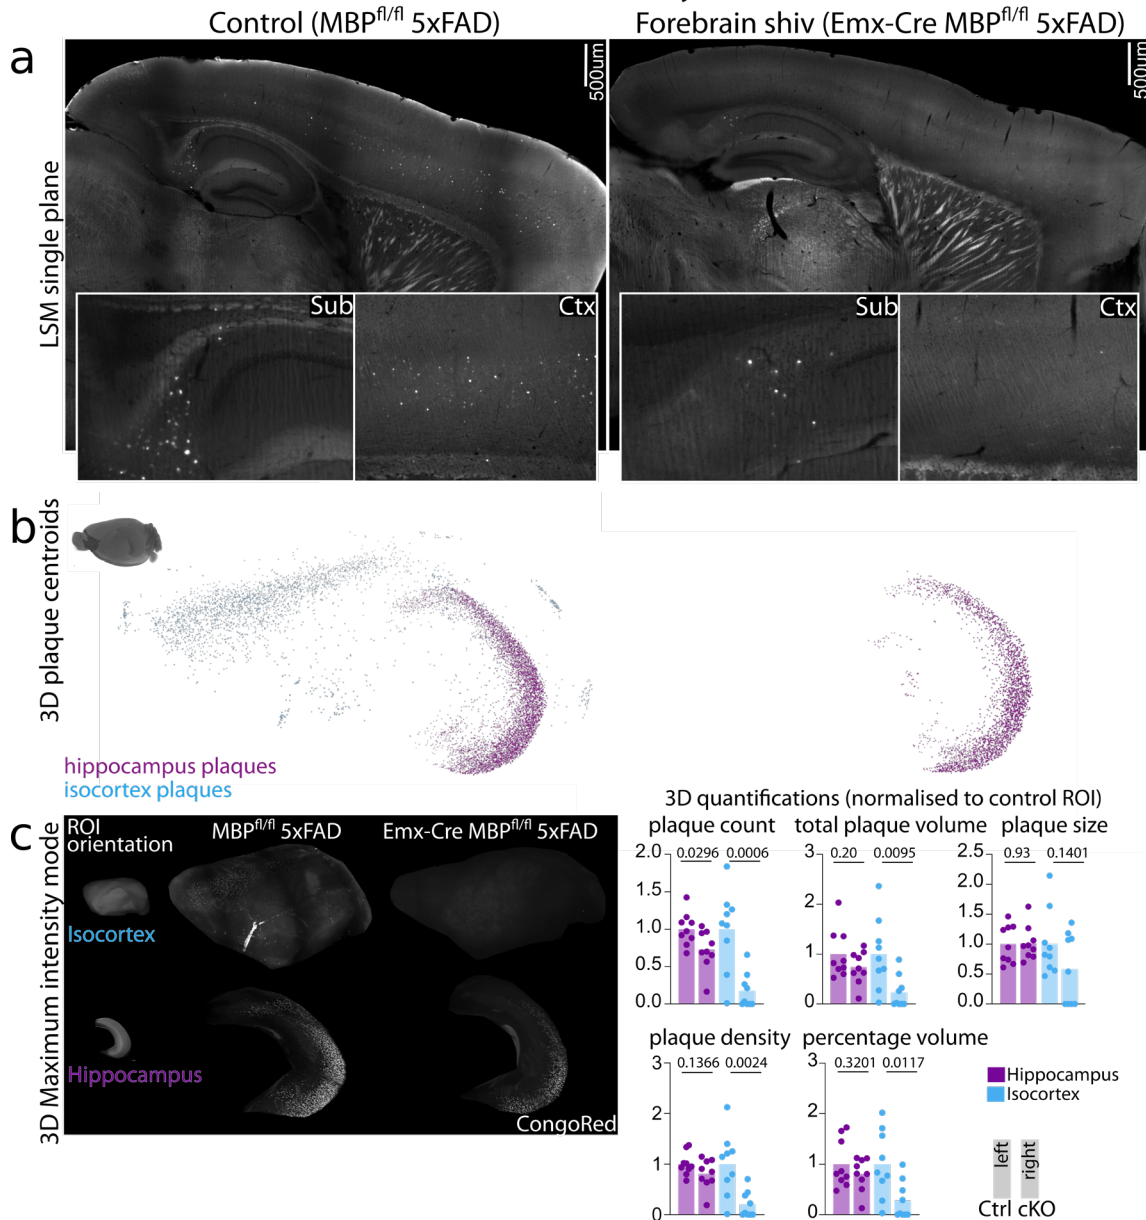 Control (MBPfl/fl 5xFAD)
Forebrain shiv (Emx-Cre MBPfl/fl 5xFAD)
a
500um
500um
LSM single plane
Sub
Ctx
Sub
Ctx
b
3D plaque centroids
hippocampus plaques
isocortex plaques
c
3D Maximum intensity mode
ROI
orientation
MBPfl/fl 5xFAD
Emx-Cre MBPfl/fl 5xFAD
Isocortex
Hippocampus
CongoRed
3D quantifications (normalised to control ROI)
plaque count
0.0296
0.0006
2.0
1.5
1.0
0.5
0.0
total plaque volume
0.20
0.0095
3
2
1
0
plaque size
0.93
0.1401
2.5
2.0
1.5
1.0
0.5
0.0
plaque density
0.1366
0.0024
3
2
1
0
percentage volume
0.3201
0.0117
3
2
1
0
Hippocampus
Isocortex
left
right
Ctrl cKO